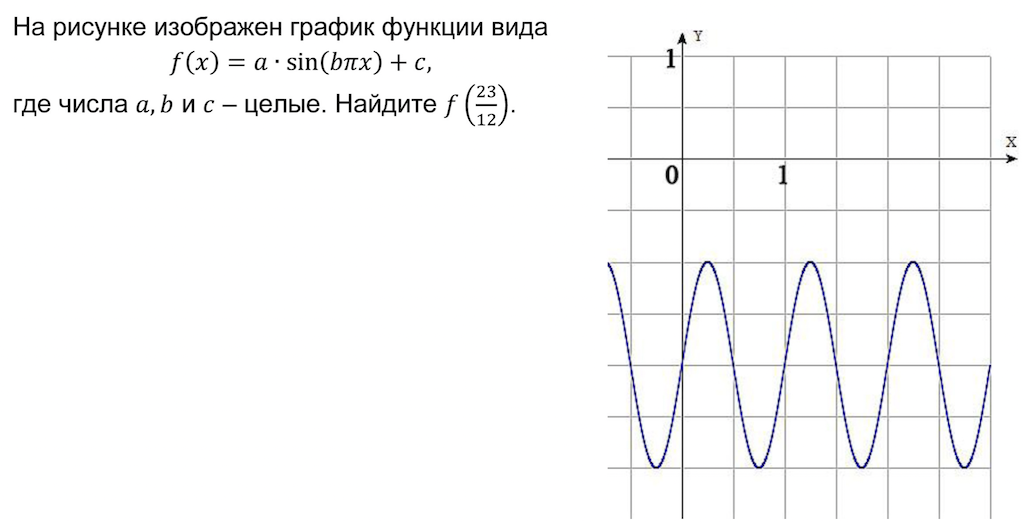 На рисунке изображен график функции вида
f(x) = a · sin(bπx) + c,
где числа a, b и c – целые. Найдите f(23/12).
Y
1
X
0
1